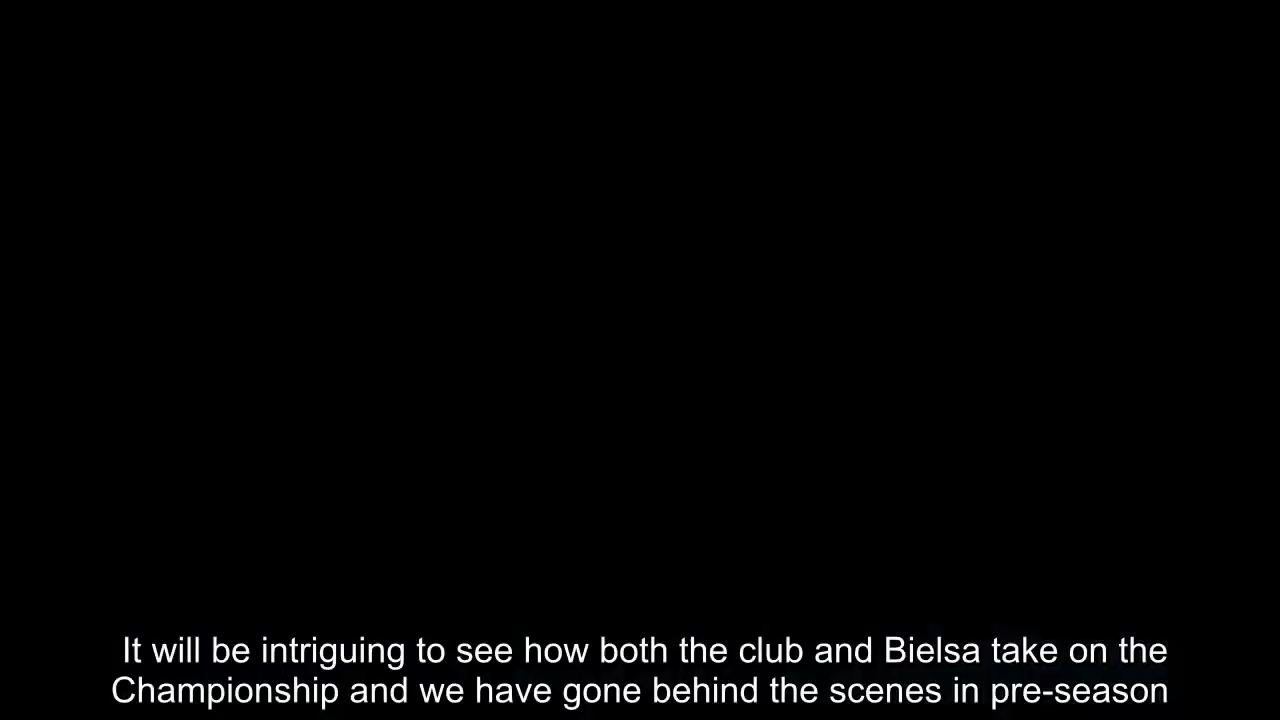 It will be intriguing to see how both the club and Bielsa take on the
Championship and we have gone behind the scenes in pre-season